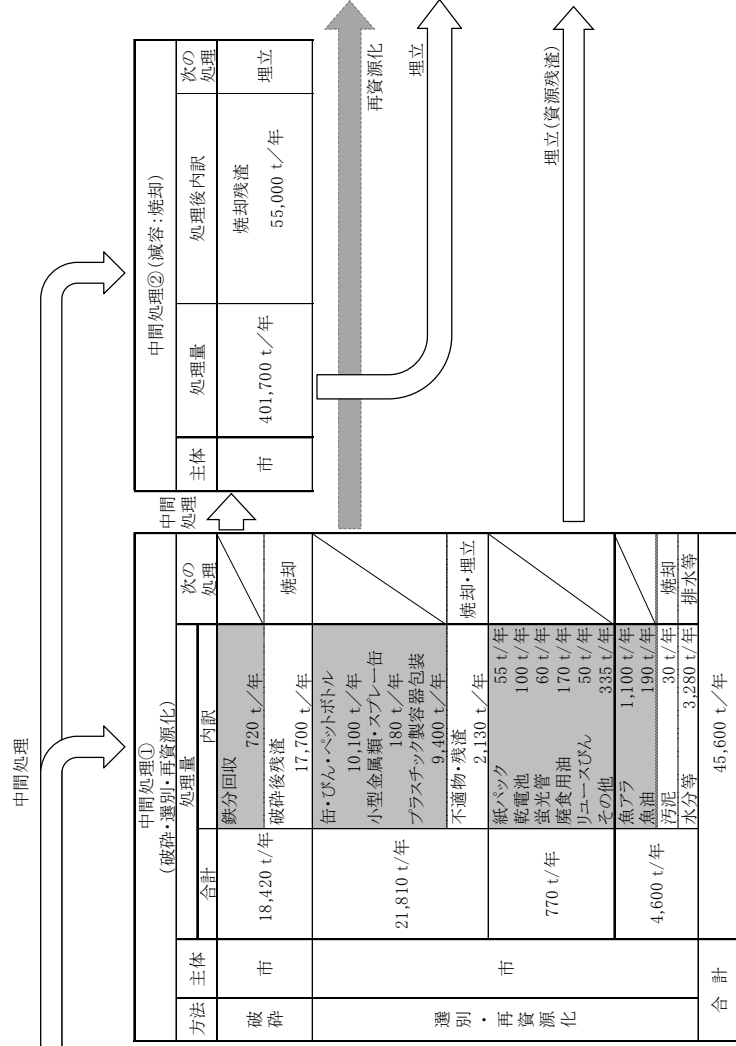 中間処理
中間処理①
(破砕・選別・再資源化)
方法
主体
処理量
合計
内訳
次の
処理
破
砕
市
18,420 t/年
鉄分回収
720 t/年
破砕後残渣
17,700 t/年
焼却
選
別
・
再
資
源
化
市
21,810 t/年
缶・びん・ペットボトル
10,100 t/年
小型金属類・スプレー缶
180 t/年
プラスチック製容器包装
9,400 t/年
不適物・残渣
2,130 t/年
焼却・埋立
770 t/年
紙パック 55 t/年
乾電池 100 t/年
蛍光管 60 t/年
廃食用油 170 t/年
リユースびん 50 t/年
その他 335 t/年
4,600 t/年
魚アラ 1,100 t/年
魚油 190 t/年
汚泥 30 t/年 焼却
水分等 3,280 t/年 排水等
合 計
45,600 t/年
中間
処理
中間処理②(減容:焼却)
主体
処理量
処理後内訳
次の
処理
市
401,700 t/年
焼却残渣
55,000 t/年
埋立
再資源化
埋立
埋立(資源残渣)